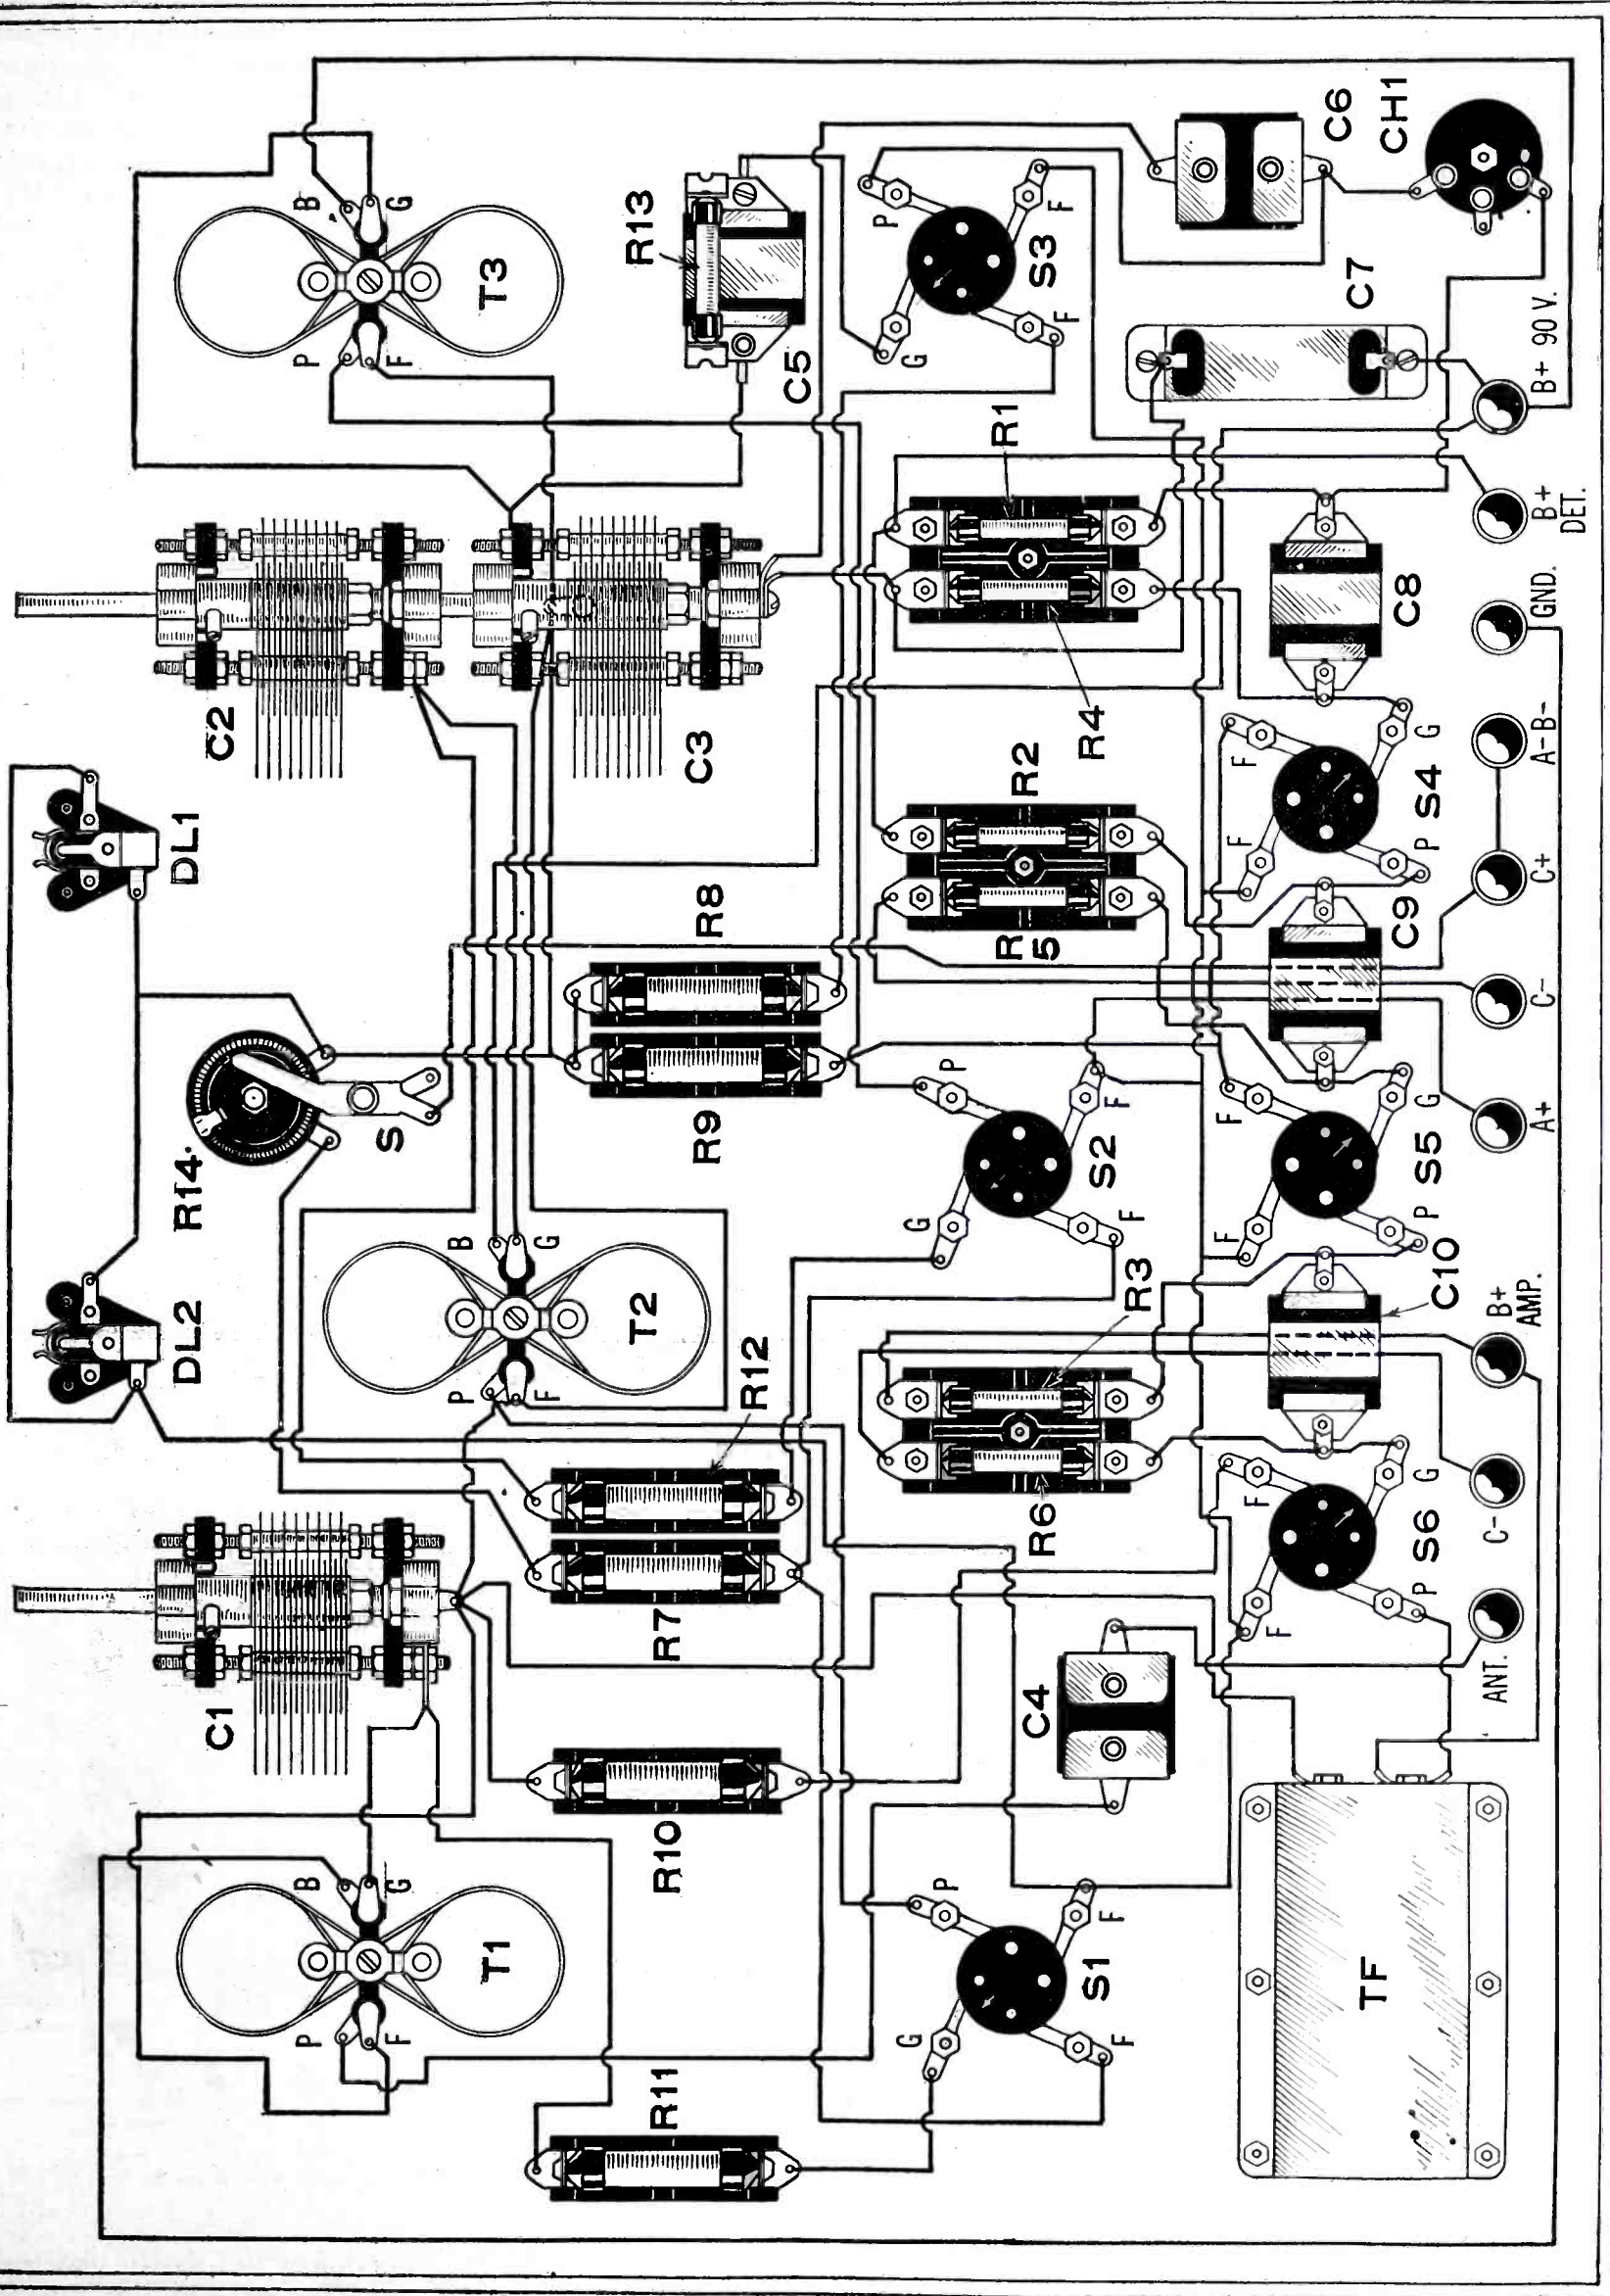 B
G
T3
P
F
R13
C5
P
F
S3
G
F
C6
CH1
C7
B+ 90 V.
R1
B+
DET.
C2
C3
R4
C8
GND.
DL1
R2
F
G
S4
F
P
A-B-
R8
R
5
C9
C+
C-
R14.
S
R9
P
F
S2
G
F
F
G
S5
F
P
A+
DL2
B
G
T2
P
F
R12
R3
C10
B+
AMP.
R6
F
G
S6
F
P
C-
C1
R7
C4
ANT.
R10
B
G
T1
P
F
P
F
S1
G
F
TF
R11